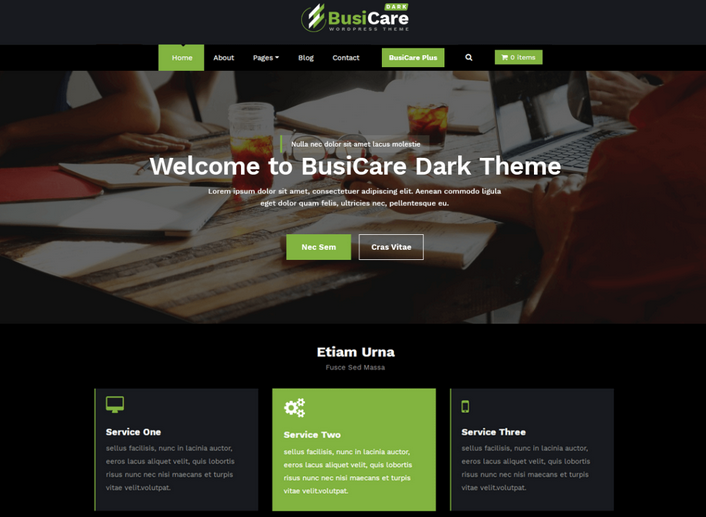 DARK
BusiCare
WORDPRESS THEME
Home About Pages Blog Contact BusiCare Plus 0 Items
Nulla nec dolor sit amet lacus molestie
Welcome to BusiCare Dark Theme
Lorem ipsum dolor sit amet, consectetuer adipiscing elit. Aenean commodo ligula
eget dolor quam felis, ultricies nec, pellentesque eu.
Nec Sem Cras Vitae
Etiam Urna
Fusce Sed Massa
Service One
sellus facilisis, nunc in lacinia auctor,
eeros lacus aliquet velit, quis lobortis
risus nunc nec nisi maecans et turpis
vitae velit.volutpat.
Service Two
sellus facilisis, nunc in lacinia auctor,
eeros lacus aliquet velit, quis lobortis
risus nunc nec nisi maecans et turpis
vitae velit.volutpat.
Service Three
sellus facilisis, nunc in lacinia auctor,
eeros lacus aliquet velit, quis lobortis
risus nunc nec nisi maecans et turpis
vitae velit.volutpat.